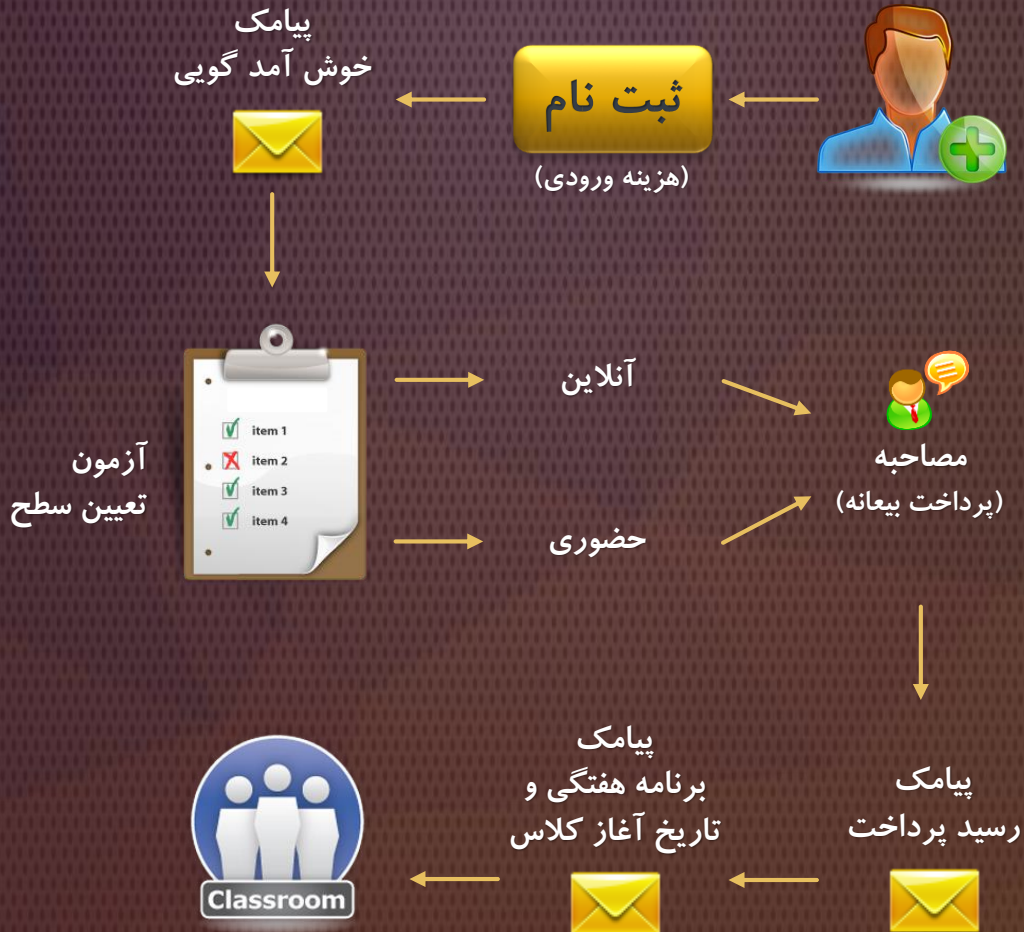 ثبت نام
(هزینه ورودی)
پیامک
خوش آمد گویی
آزمون
تعیین سطح
item 1
item 2
item 3
item 4
آنلاین
حضوری
مصاحبه
(پرداخت بیعانه)
پیامک
رسید پرداخت
پیامک
برنامه هفتگی و
تاریخ آغاز کلاس
Classroom